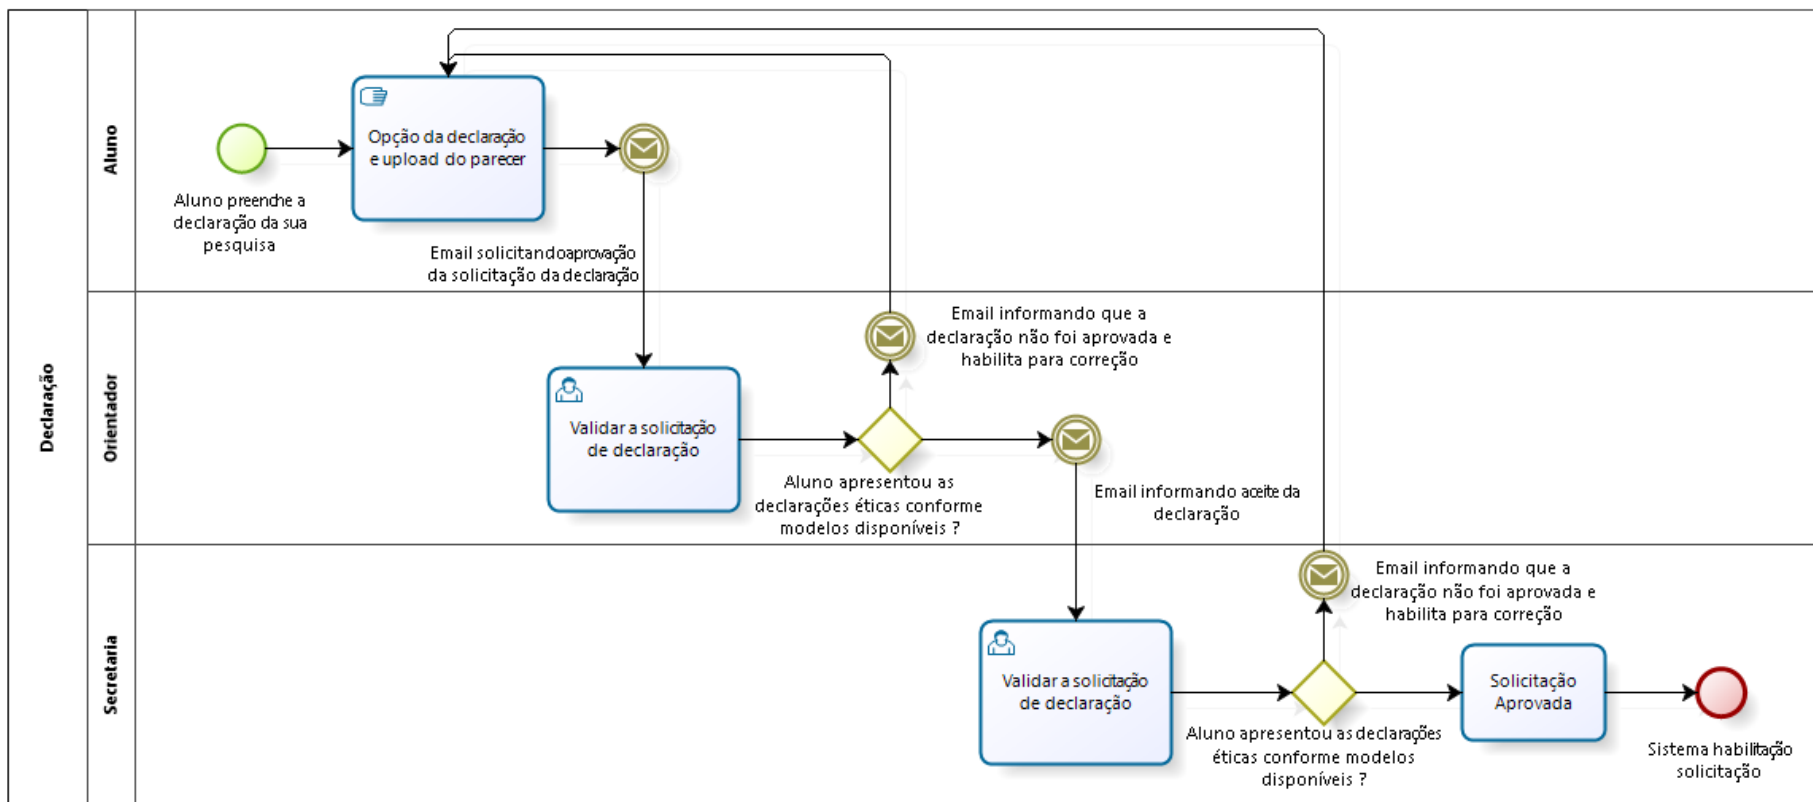 Declaração
Aluno
Opção da declaração
e upload do parecer
Aluno preenche a
declaração da sua
pesquisa
Email solicitando aprovação
da solicitação da declaração
Orientador
Email informando que a
declaração não foi aprovada e
habilita para correção
Validar a solicitação
de declaração
Aluno apresentou as
declarações éticas conforme
modelos disponíveis ?
Email informando aceite da
declaração
Secretaria
Email informando que a
declaração não foi aprovada e
habilita para correção
Validar a solicitação
de declaração
Aluno apresentou as declarações
éticas conforme modelos
disponíveis ?
Solicitação
Aprovada
Sistema habilitação
solicitação